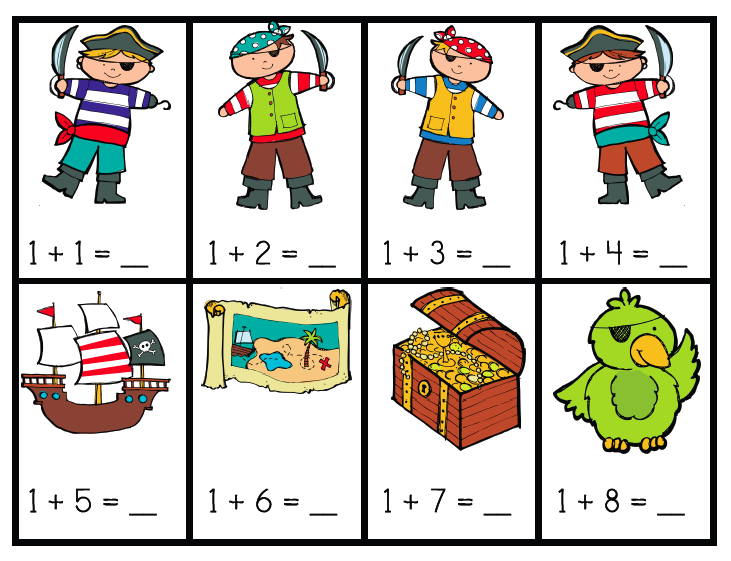 1 + 1 = __
1 + 2 = __
1 + 3 = __
1 + 4 = __
1 + 5 = __
1 + 6 = __
1 + 7 = __
1 + 8 = __